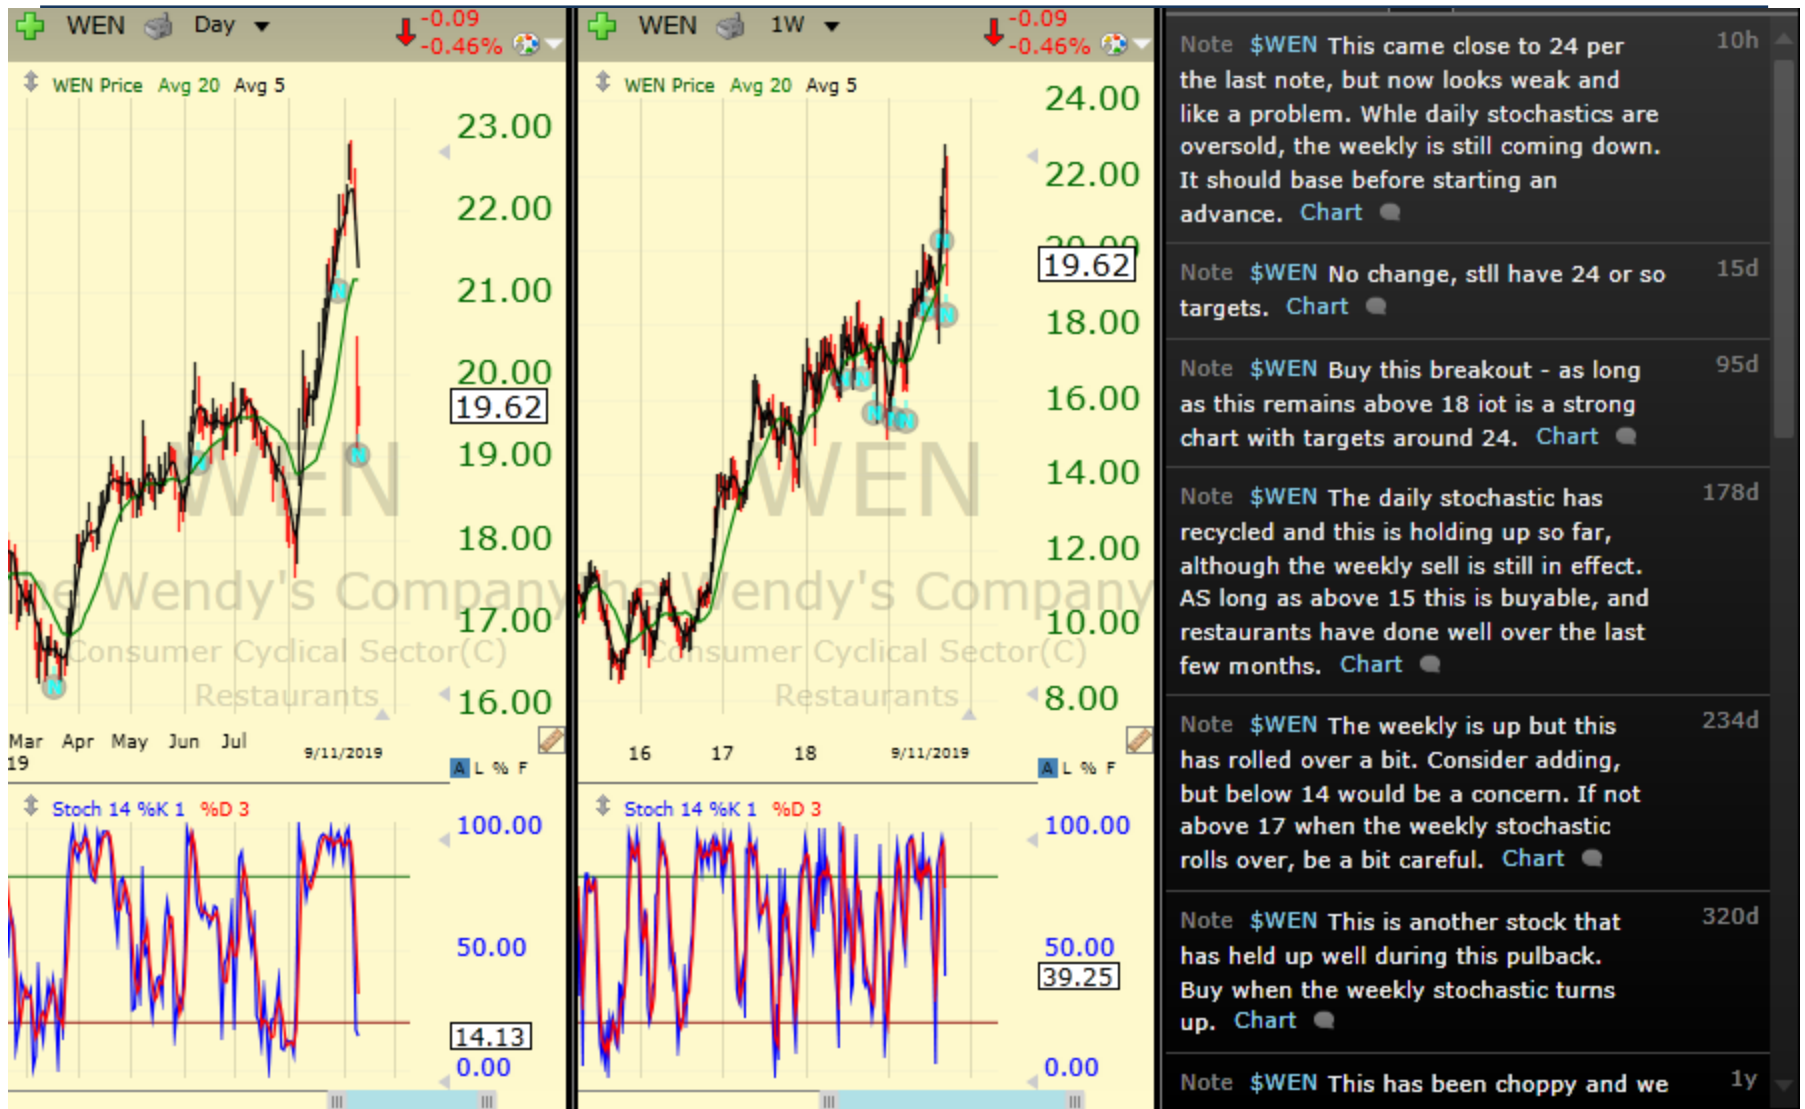 WEN Day -0.09
-0.46%
WEN Price Avg 20 Avg 5
23.00
22.00
21.00
20.00
19.62
19.00
18.00
17.00
16.00
WEN
The Wendy's Company
Consumer Cyclical Sector(C)
Restaurants
Mar Apr May Jun Jul 9/11/2019
19
A L % F
Stoch 14 %K 1 %D 3
100.00
50.00
14.13
0.00
WEN 1W -0.09
-0.46%
WEN Price Avg 20 Avg 5
24.00
22.00
20.00
19.62
18.00
16.00
14.00
12.00
10.00
8.00
WEN
The Wendy's Company
Consumer Cyclical Sector(C)
Restaurants
16 17 18 9/11/2019
A L % F
Stoch 14 %K 1 %D 3
100.00
50.00
39.25
0.00
Note $WEN This came close to 24 per 10h
the last note, but now looks weak and
like a problem. Whle daily stochastics are
oversold, the weekly is still coming down.
It should base before starting an
advance. Chart
Note $WEN No change, stll have 24 or so 15d
targets. Chart
Note $WEN Buy this breakout - as long 95d
as this remains above 18 iot is a strong
chart with targets around 24. Chart
Note $WEN The daily stochastic has 178d
recycled and this is holding up so far,
although the weekly sell is still in effect.
AS long as above 15 this is buyable, and
restaurants have done well over the last
few months. Chart
Note $WEN The weekly is up but this 234d
has rolled over a bit. Consider adding,
but below 14 would be a concern. If not
above 17 when the weekly stochastic
rolls over, be a bit careful. Chart
Note $WEN This is another stock that 320d
has held up well during this pulback.
Buy when the weekly stochastic turns
up. Chart
Note $WEN This has been choppy and we 1y